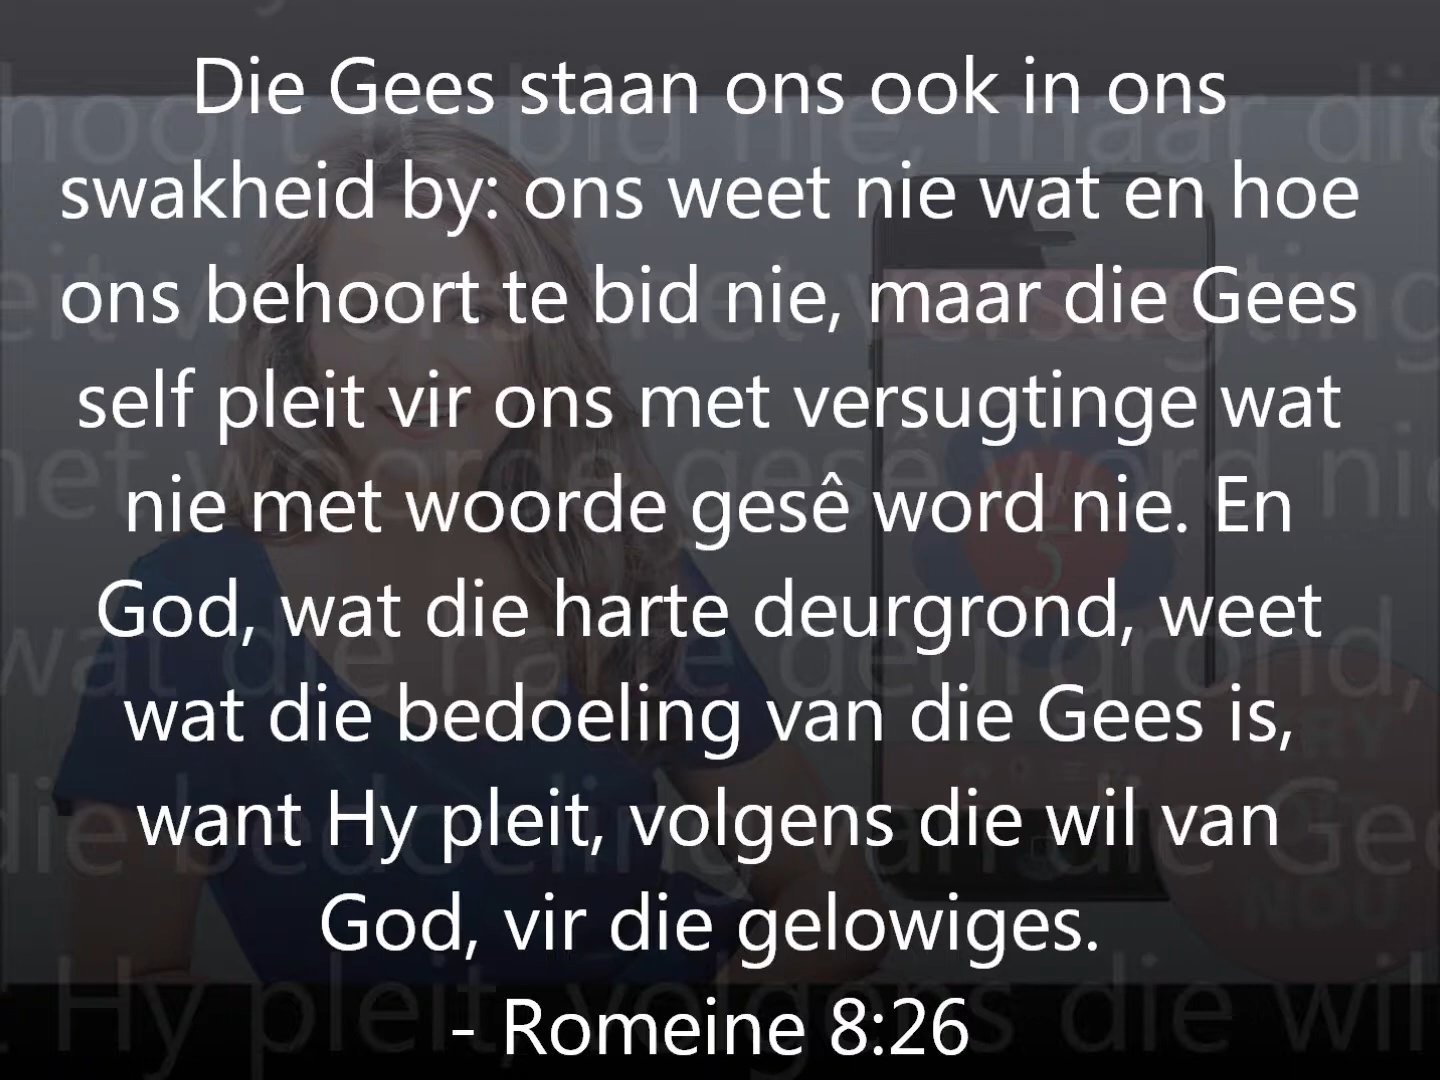 Die Gees staan ons ook in ons
swakheid by: ons weet nie wat en hoe
ons behoort te bid nie, maar die Gees
self pleit vir ons met versugtinge wat
nie met woorde gesê word nie. En
God, wat die harte deurgrond, weet
wat die bedoeling van die Gees is,
want Hy pleit, volgens die wil van
God, vir die gelowiges.
- Romeine 8:26